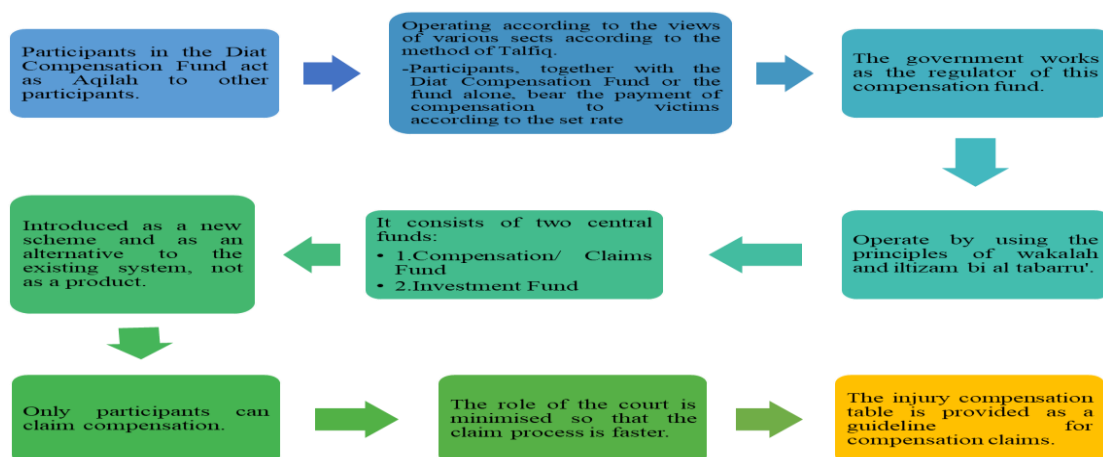 Participants in the Diat
Compensation Fund act
as Aqilah to other
participants.
Operating according to the views
of various sects according to the
method of Talfiq.
-Participants, together with the
Diat Compensation Fund or the
fund alone, bear the payment of
compensation to victims
according to the set rate
The government works
as the regulator of this
compensation fund.
Operate by using the
principles of wakalah
and iltizam bi al tabarru'.
It consists of two central
funds:
• 1.Compensation/ Claims
Fund
• 2.Investment Fund
Introduced as a new
scheme and as an
alternative to the
existing system, not
as a product.
Only participants can
claim compensation.
The role of the court is
minimised so that the
claim process is faster.
The injury compensation
table is provided as a
guideline for
compensation claims.